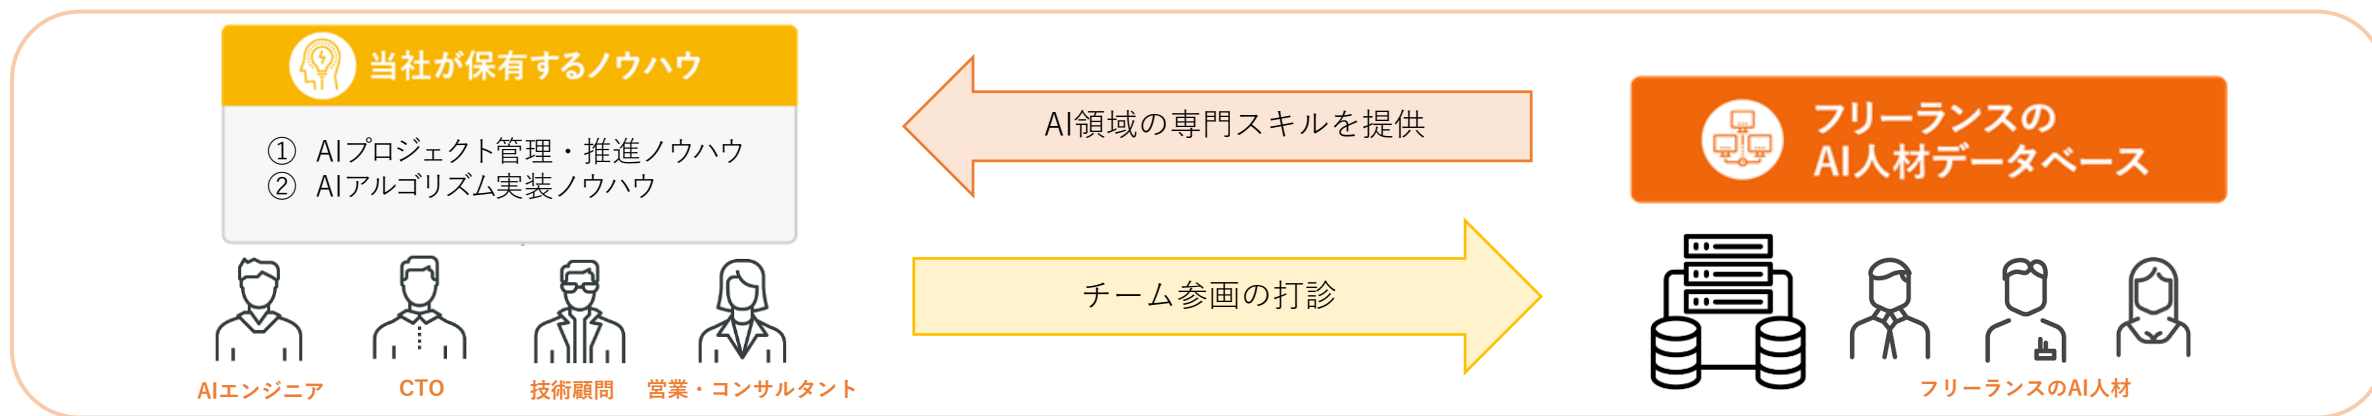 当社が保有するノウハウ
① AIプロジェクト管理・推進ノウハウ
② AIアルゴリズム実装ノウハウ
AIエンジニア
CTO
技術顧問
営業・コンサルタント
AI領域の専門スキルを提供
チーム参画の打診
フリーランスの
AI人材データベース
フリーランスのAI人材